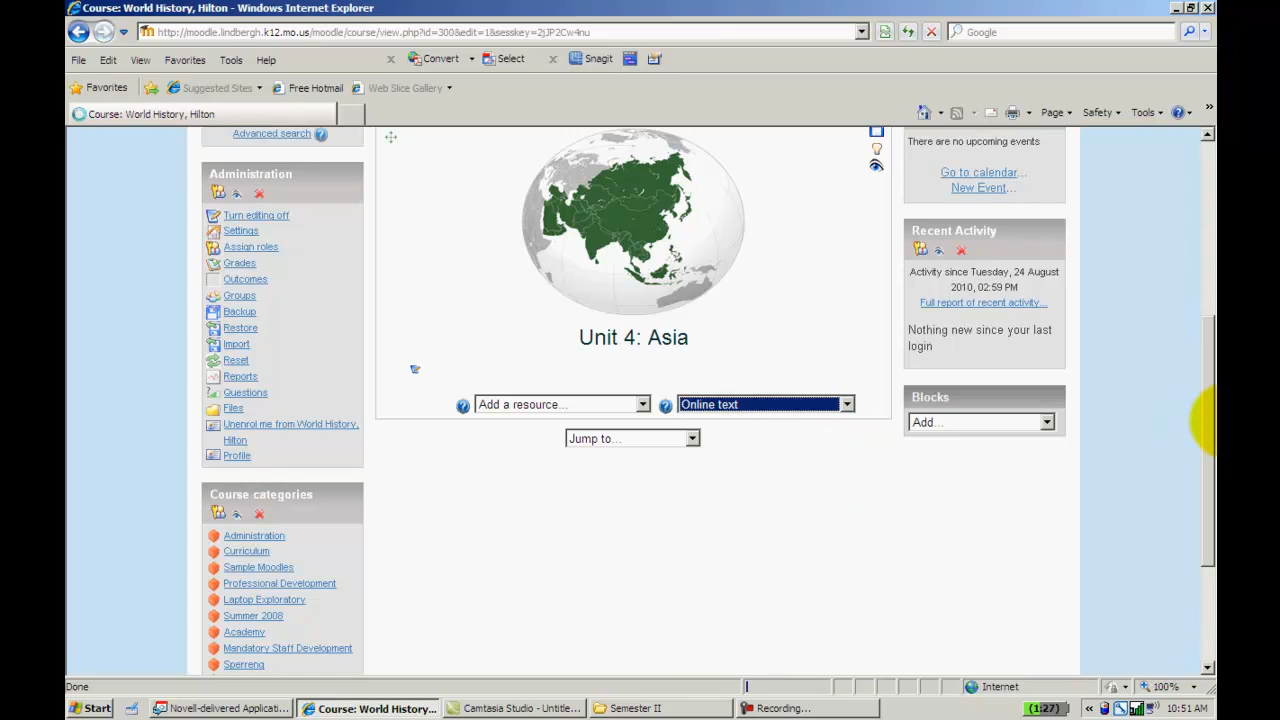 Course: World History, Hilton - Windows Internet Explorer
http://moodle.lindbergh.k12.mo.us/moodle/course/view.php?id=300&edit=1&sesskey=2jJP2Cw4nu
Google
File Edit View Favorites Tools Help
x Convert Select x Snagit
Favorites Suggested Sites Free Hotmail Web Slice Gallery
Course: World History, Hilton
Page Safety Tools
Advanced search
Administration
Turn editing off
Settings
Assign roles
Grades
Outcomes
Groups
Backup
Restore
Import
Reset
Reports
Questions
Files
Unenrol me from World History,
Hilton
Profile
Course categories
Administration
Curriculum
Sample Moodles
Professional Development
Laptop Exploratory
Summer 2008
Academy
Mandatory Staff Development
Sperreng
Unit 4: Asia
Add a resource...
Online text
Jump to...
There are no upcoming events
Go to calendar...
New Event...
Recent Activity
Activity since Tuesday, 24 August
2010, 02:59 PM
Full report of recent activity...
Nothing new since your last
login
Blocks
Add...
Done
Internet
100%
Start
Novell-delivered Applicati...
Course: World History...
Camtasia Studio - Untitle...
Semester II
Recording...
(1:27)
10:51 AM